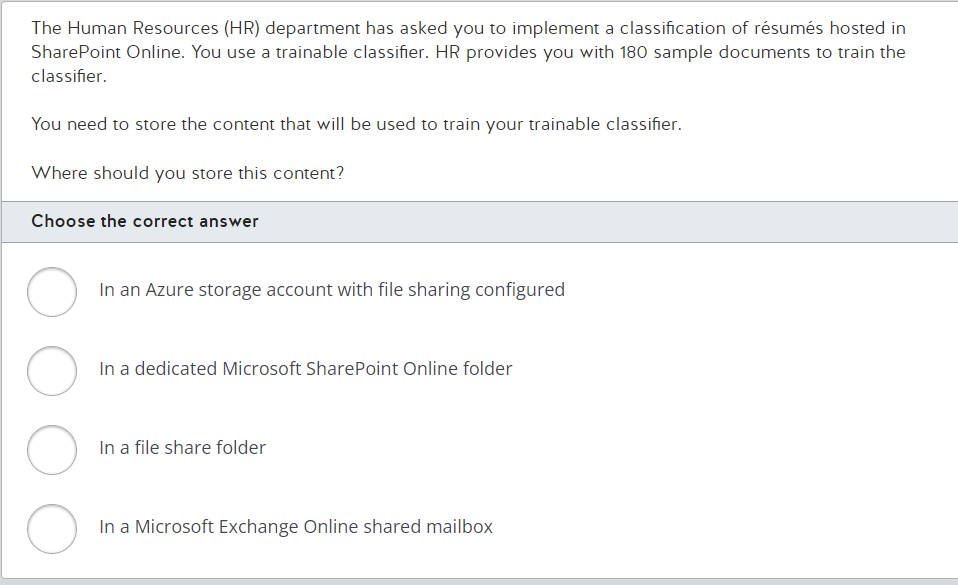 The Human Resources (HR) department has asked you to implement a classification of résumés hosted in
SharePoint Online. You use a trainable classifier. HR provides you with 180 sample documents to train the
classifier.
You need to store the content that will be used to train your trainable classifier.
Where should you store this content?
Choose the correct answer
In an Azure storage account with file sharing configured
In a dedicated Microsoft SharePoint Online folder
In a file share folder
In a Microsoft Exchange Online shared mailbox